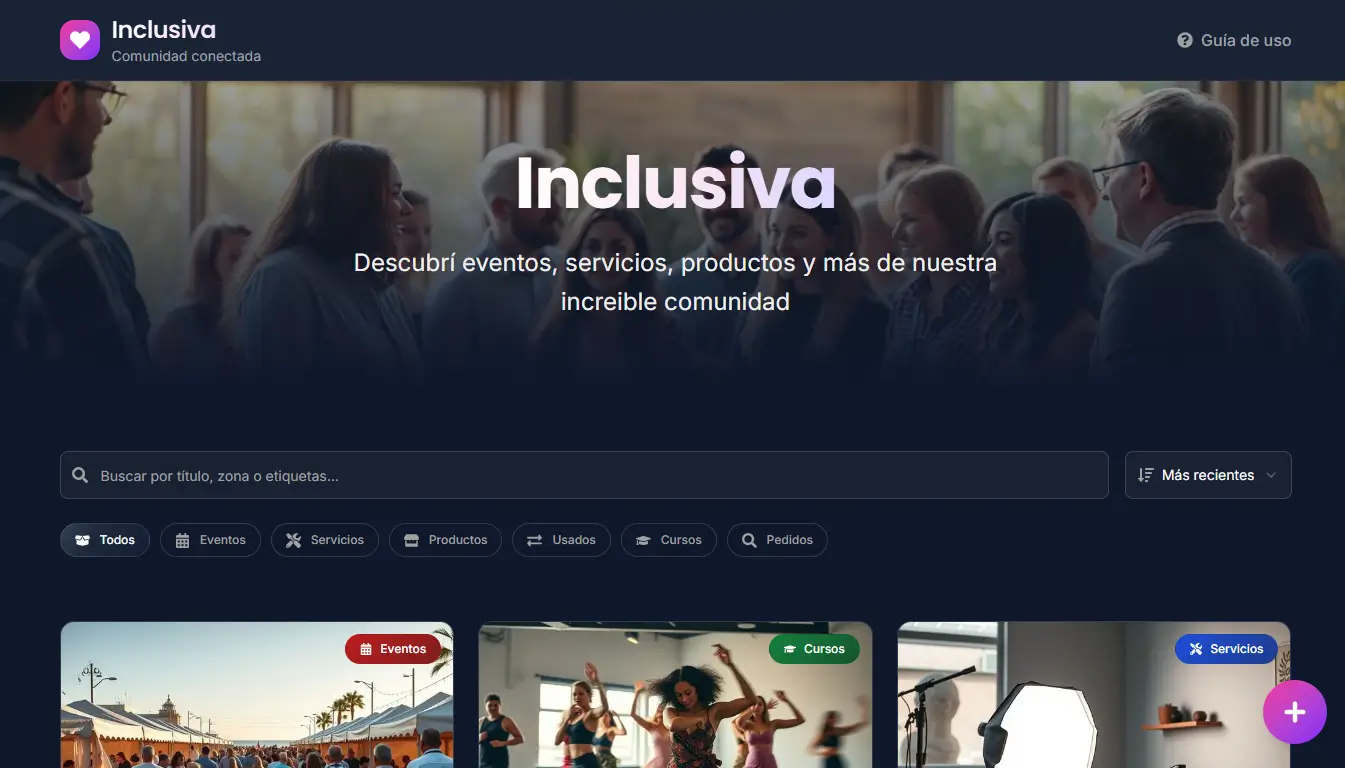 Inclusiva
Comunidad conectada
Guía de uso
Inclusiva
Descubrí eventos, servicios, productos y más de nuestra
increible comunidad
Buscar por título, zona o etiquetas...
Más recientes
Todos
Eventos
Servicios
Productos
Usados
Cursos
Pedidos
Eventos
Cursos
Servicios